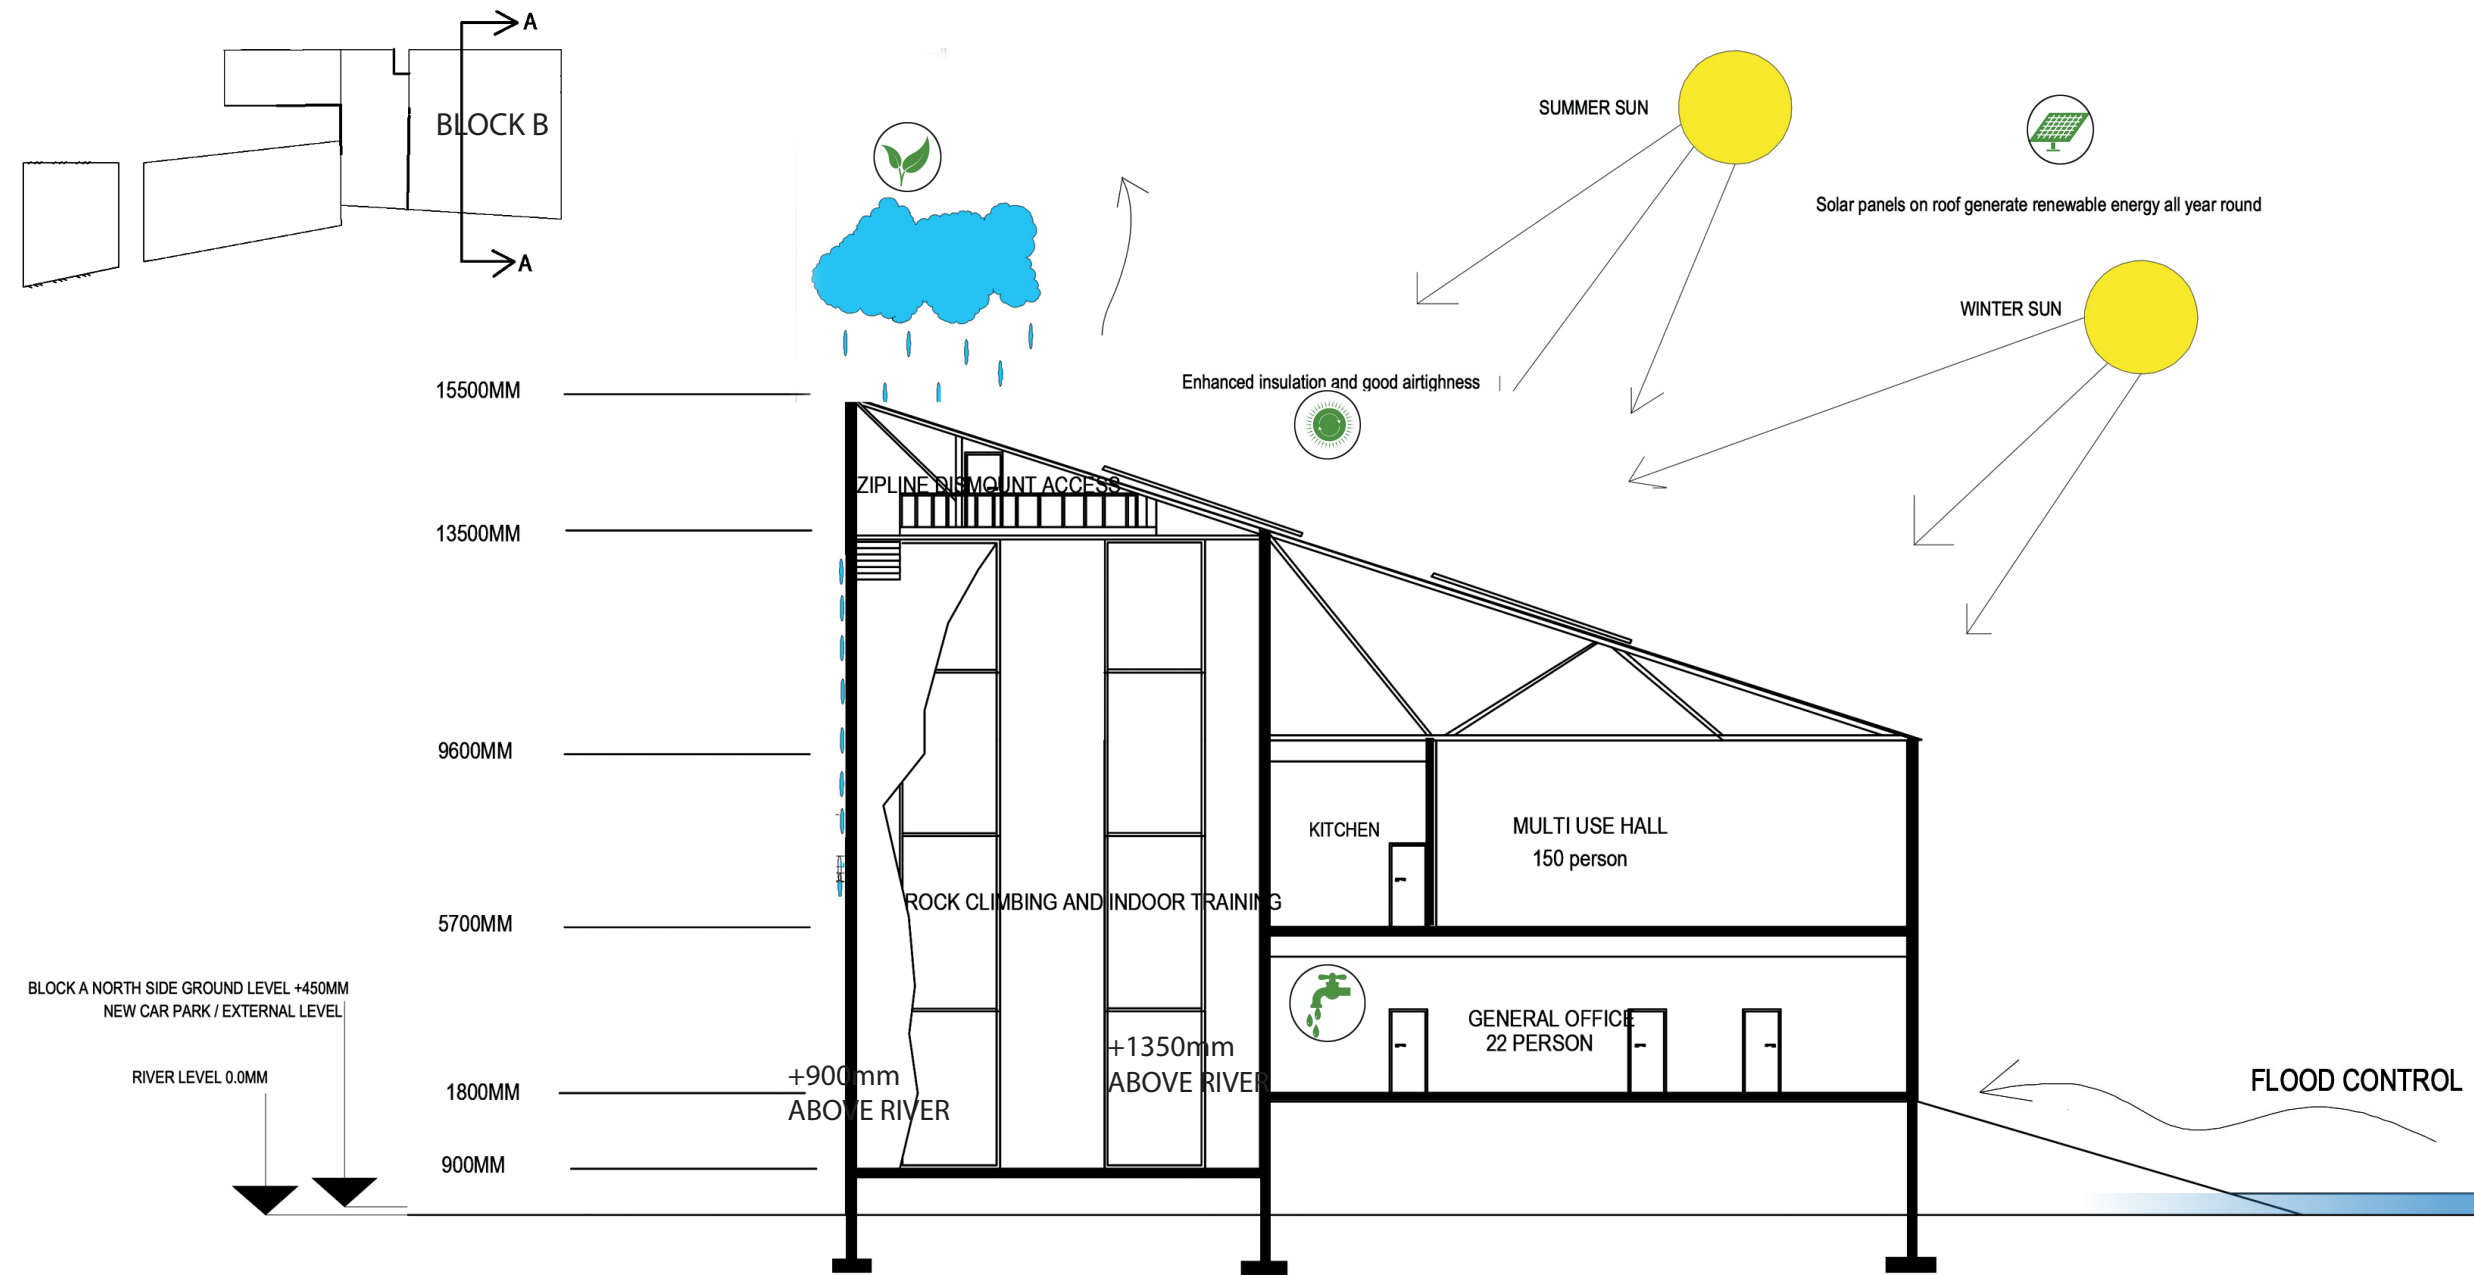 A
BLOCK B
A
SUMMER SUN
Solar panels on roof generate renewable energy all year round
WINTER SUN
Enhanced insulation and good airtighness
15500MM
ZIPLINE DISMOUNT ACCESS
13500MM
9600MM
KITCHEN
MULTI USE HALL
150 person
ROCK CLIMBING AND INDOOR TRAINING
5700MM
BLOCK A NORTH SIDE GROUND LEVEL +450MM
NEW CAR PARK / EXTERNAL LEVEL
GENERAL OFFICE
22 PERSON
+1350mm
ABOVE RIVER
RIVER LEVEL 0.0MM
+900mm
ABOVE RIVER
1800MM
FLOOD CONTROL
900MM